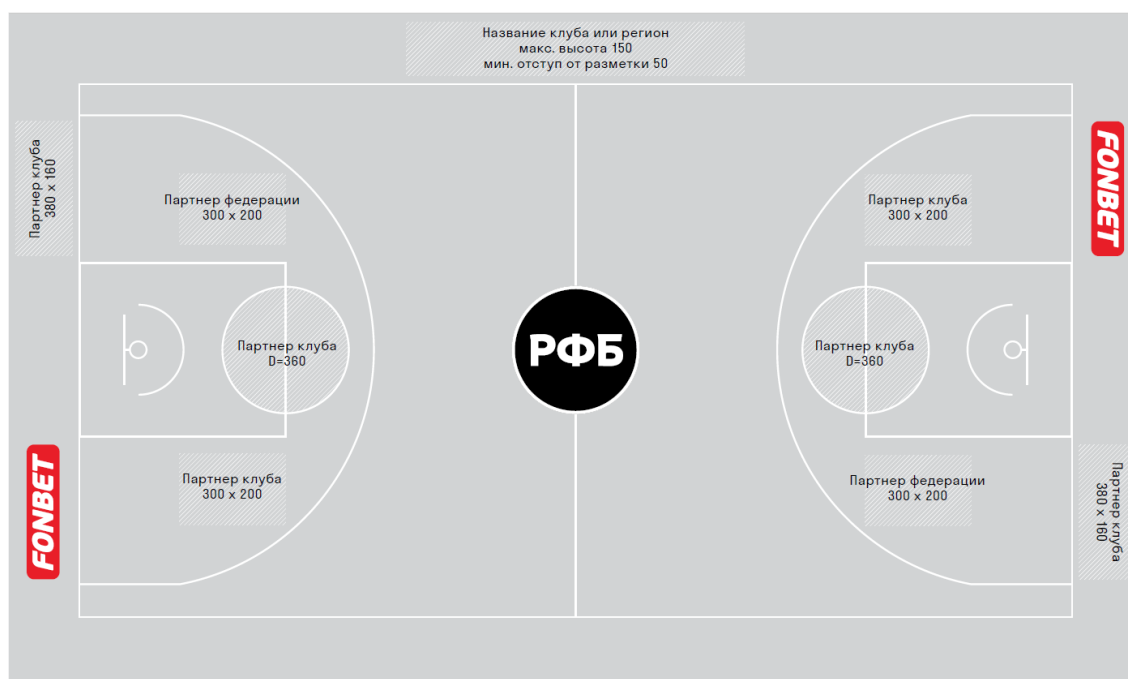 Название клуба или регион
макс. высота 150
мин. отступ от разметки 50
Партнер клуба
380 x 160
Партнер федерации
300 x 200
Партнер клуба
300 x 200
FONBET
Партнер клуба
D=360
РФБ
Партнер клуба
D=360
FONBET
Партнер клуба
300 x 200
Партнер федерации
300 x 200
Партнер клуба
380 x 160